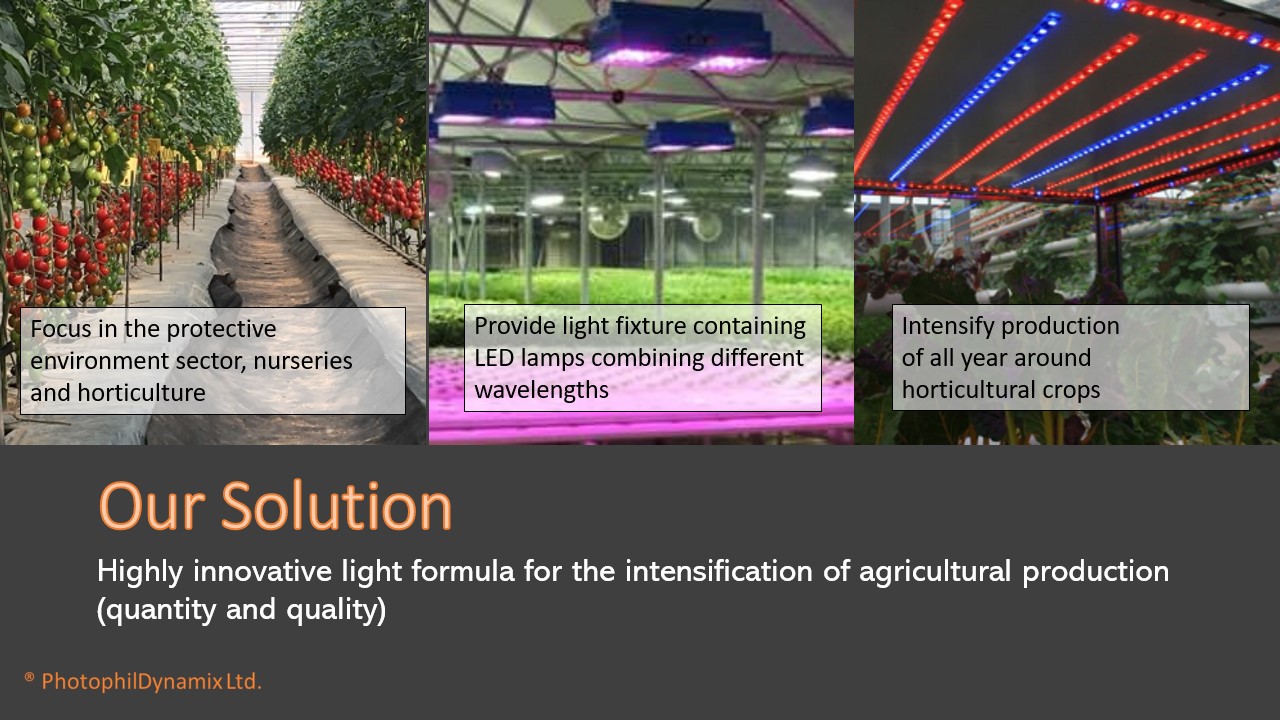 Focus in the protective
environment sector, nurseries
and horticulture
Provide light fixture containing
LED lamps combining different
wavelengths
Intensify production
of all year around
horticultural crops
Our Solution
Highly innovative light formula for the intensification of agricultural production
(quantity and quality)
® PhotophilDynamix Ltd.